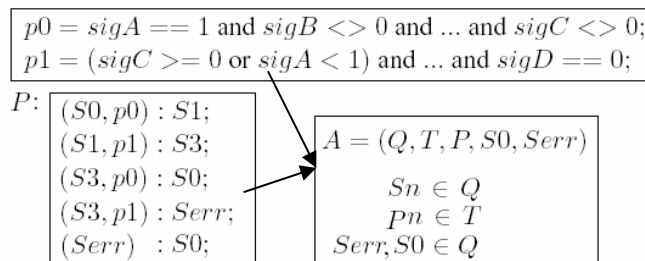 p0 = sigA == 1 and sigB <> 0 and ... and sigC <> 0;
p1 = (sigC >= 0 or sigA < 1) and ... and sigD == 0;
P:
(S0, p0) : S1;
(S1, p1) : S3;
(S3, p0) : S0;
(S3, p1) : Serr;
(Serr) : S0;
A = (Q, T, P, S0, Serr)
Sn ∈ Q
Pn ∈ T
Serr, S0 ∈ Q